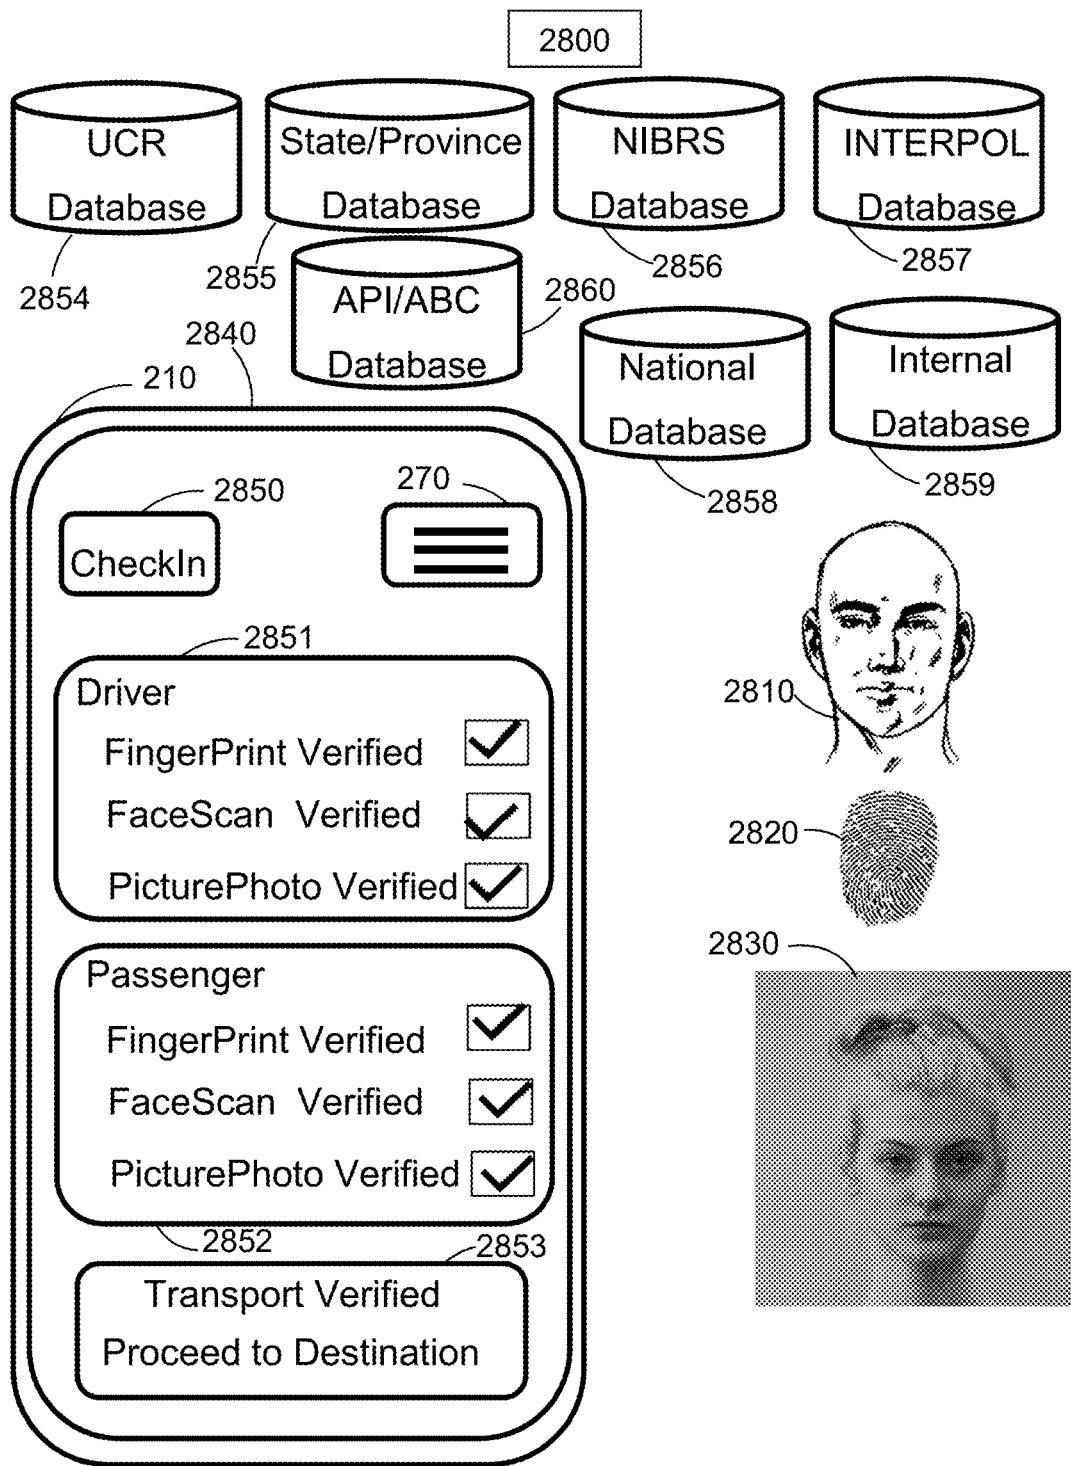 2800
UCR
Database
State/Province
Database
NIBRS
Database
INTERPOL
Database
2854
2855
2856
2857
API/ABC
Database
2860
National
Database
Internal
Database
2858
2859
2840
210
2850
270
CheckIn
2851
Driver
FingerPrint Verified
FaceScan Verified
PicturePhoto Verified
Passenger
FingerPrint Verified
FaceScan Verified
PicturePhoto Verified
2852
2853
Transport Verified
Proceed to Destination
2810
2820
2830